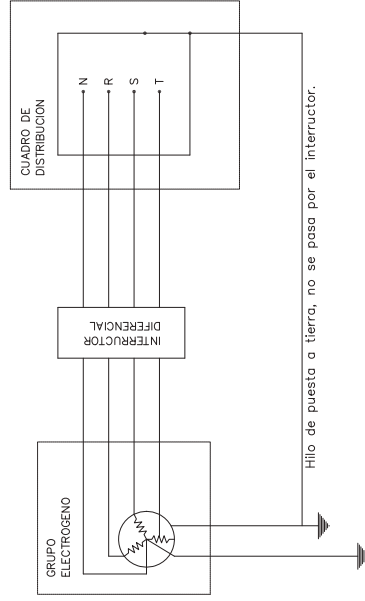 CUADRO DE
DISTRIBUCION
N
R
S
T
INTERRUCTOR
DIFERENCIAL
GRUPO
ELECTROGENO
Hilo de puesta a tierra, no se pasa por el interructor.